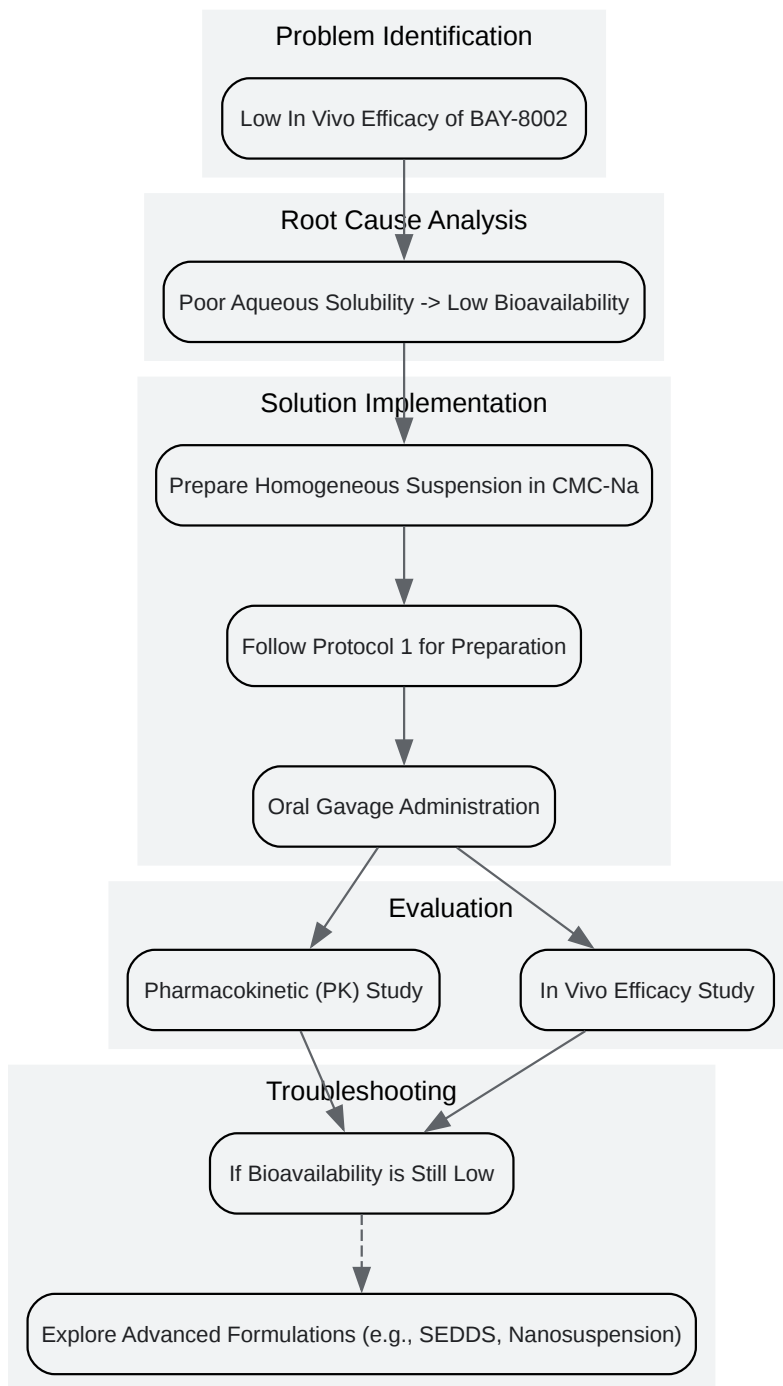 Problem Identification
Low In Vivo Efficacy of BAY-8002
Root Cause Analysis
Poor Aqueous Solubility -> Low Bioavailability
Solution Implementation
Prepare Homogeneous Suspension in CMC-Na
Follow Protocol 1 for Preparation
Oral Gavage Administration
Evaluation
Pharmacokinetic (PK) Study
In Vivo Efficacy Study
Troubleshooting
If Bioavailability is Still Low
Explore Advanced Formulations (e.g., SEDDS, Nanosuspension)